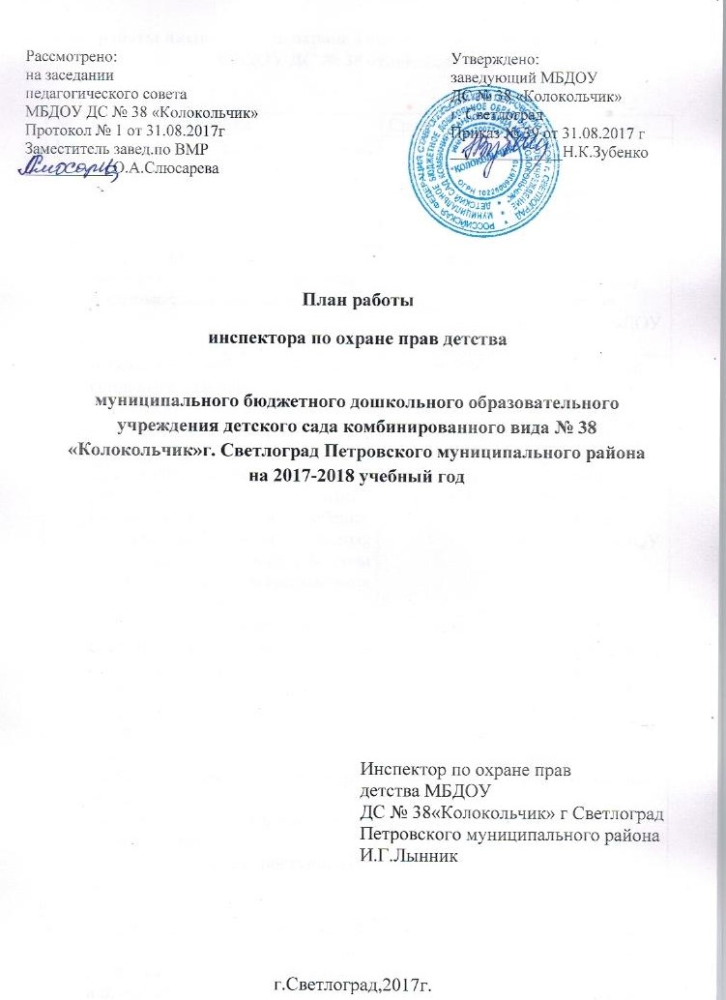 Рассмотрено:
на заседании
педагогического совета
МБДОУ ДС № 38 «Колокольчик»
Протокол № 1 от 31.08.2017г
Заместитель завед.по ВМР
О.А.Слюсарева
Утверждено:
заведующий МБДОУ
ДС № 38 «Колокольчик»
г. Светлоград
Приказ № 39 от 31.08.2017 г
Н.К.Зубенко
План работы
инспектора по охране прав детства
муниципального бюджетного дошкольного образовательного
учреждения детского сада комбинированного вида № 38
«Колокольчик»г. Светлоград Петровского муниципального района
на 2017-2018 учебный год
Инспектор по охране прав
детства МБДОУ
ДС № 38«Колокольчик» г Светлоград
Петровского муниципального района
И.Г.Лынник
г.Светлоград,2017г.